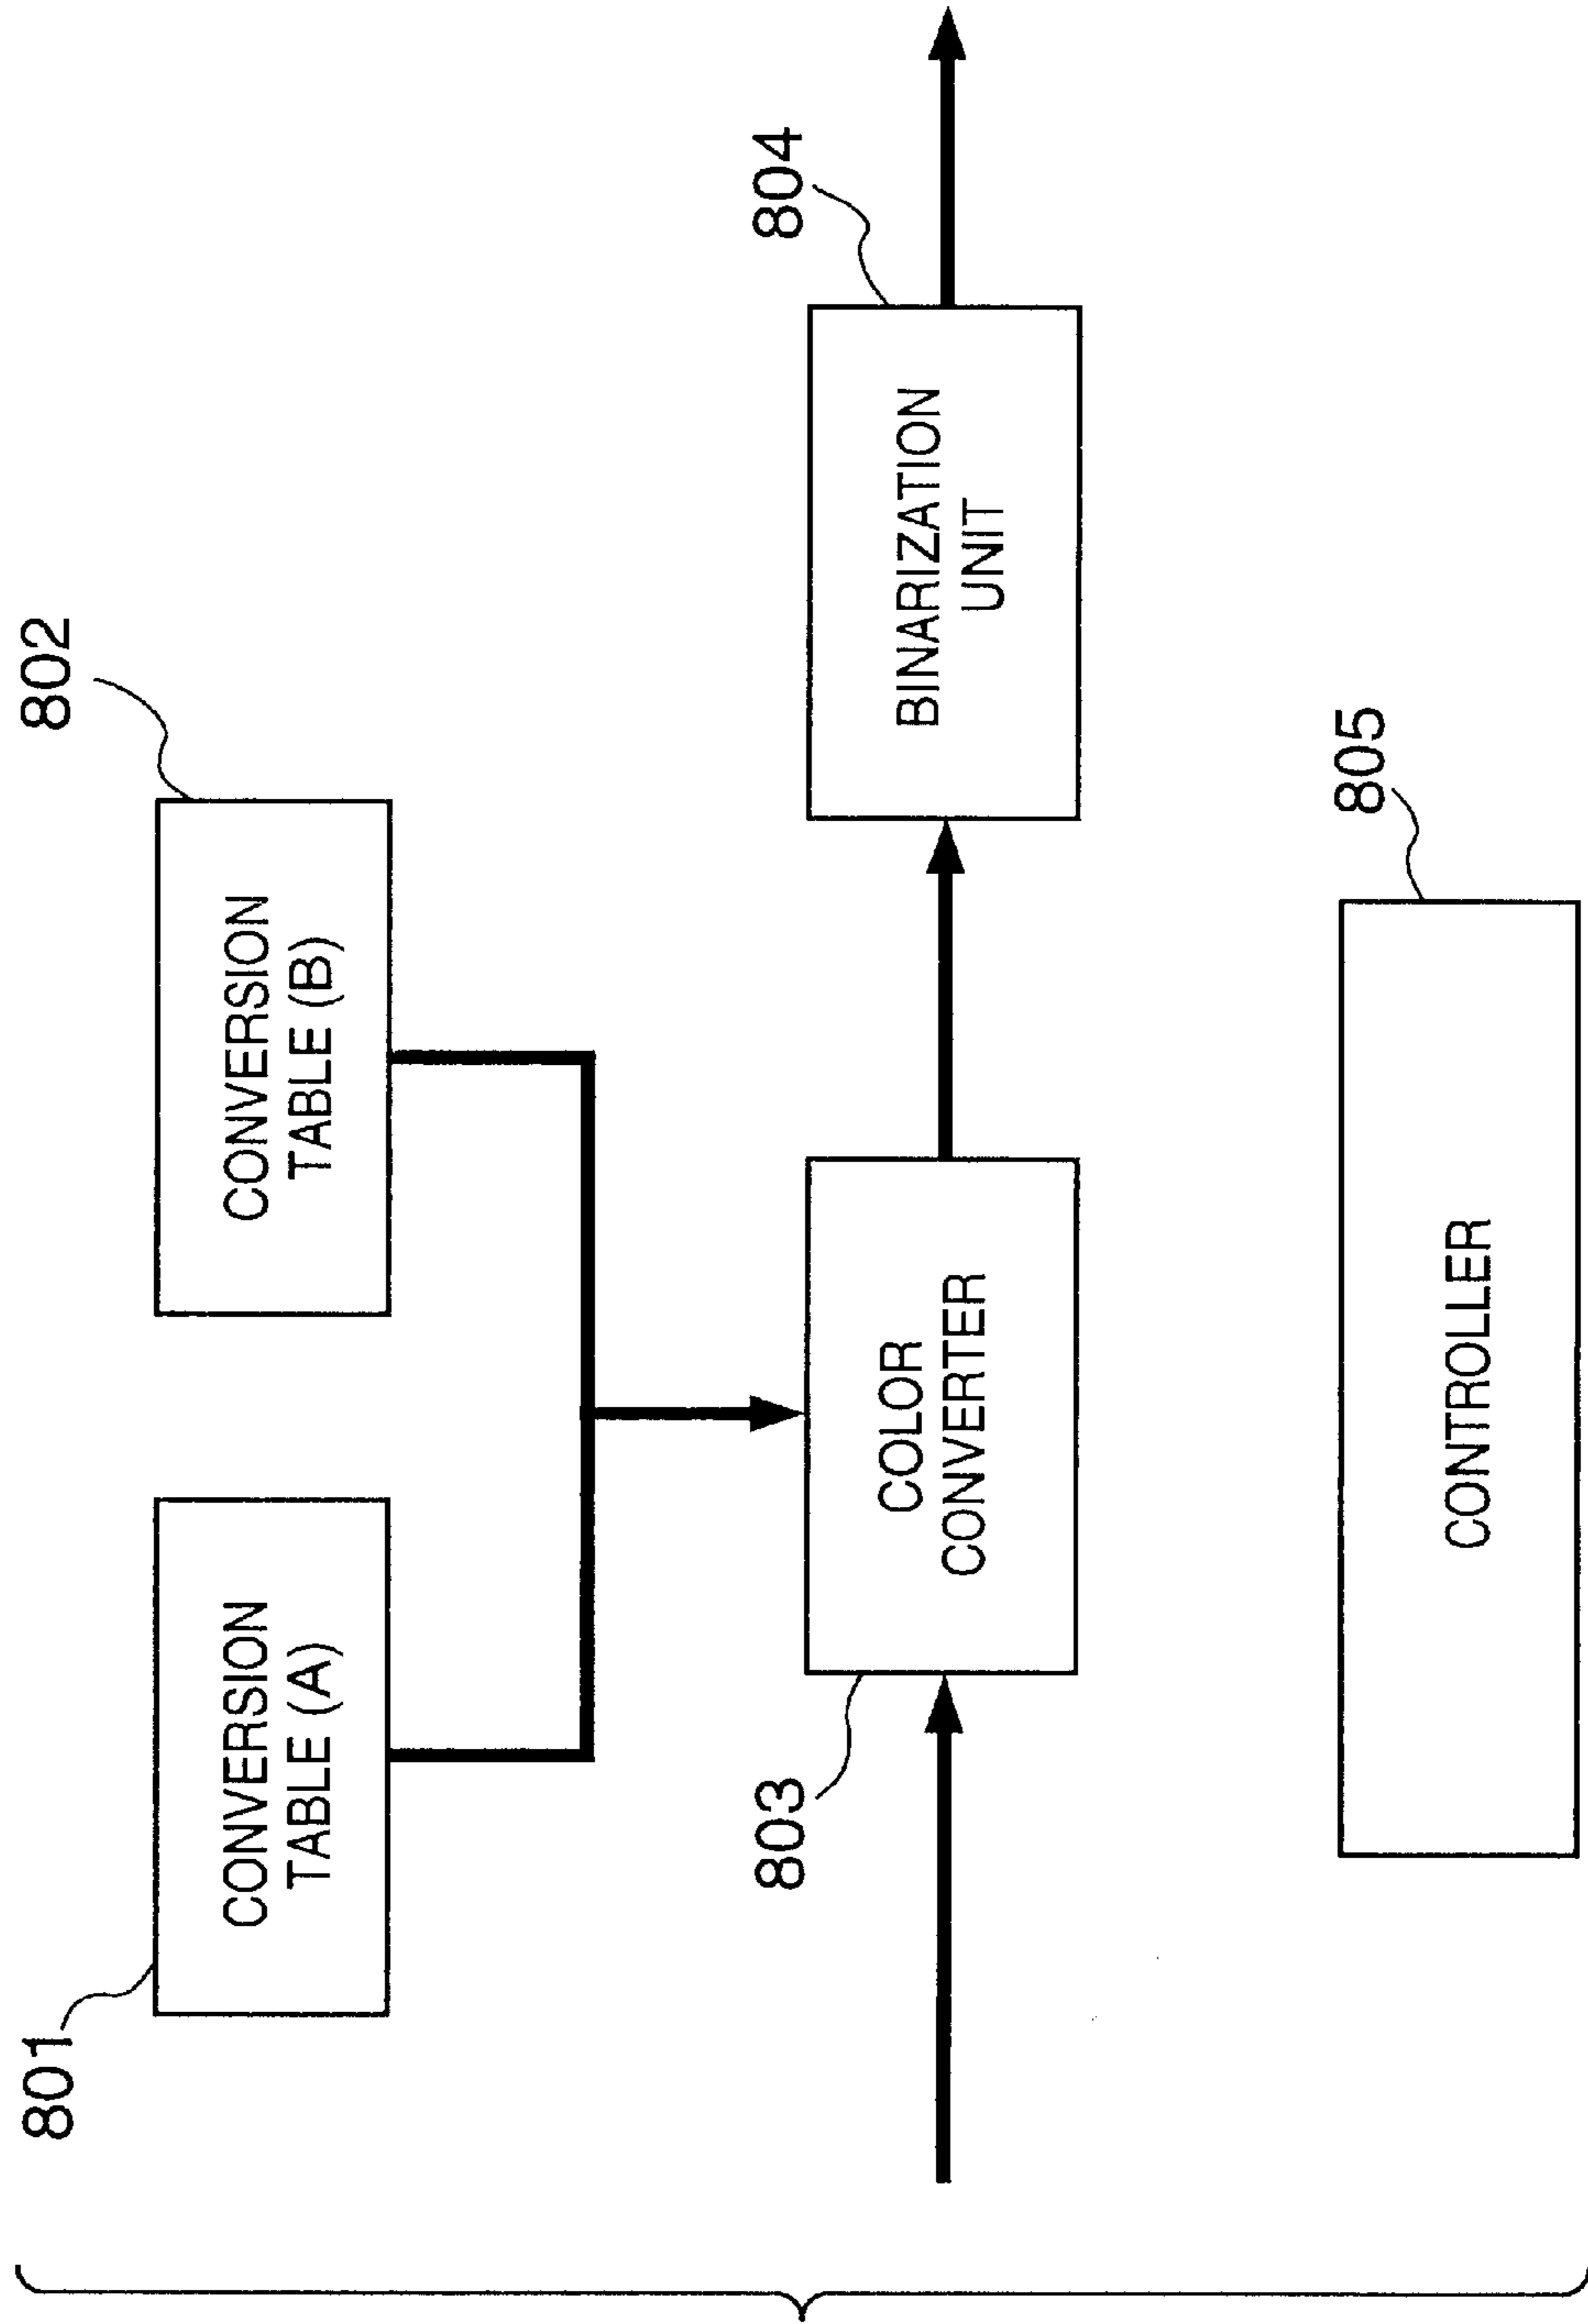 801
CONVERSION
TABLE (A)
802
CONVERSION
TABLE (B)
803
COLOR
CONVERTER
804
BINARIZATION
UNIT
805
CONTROLLER